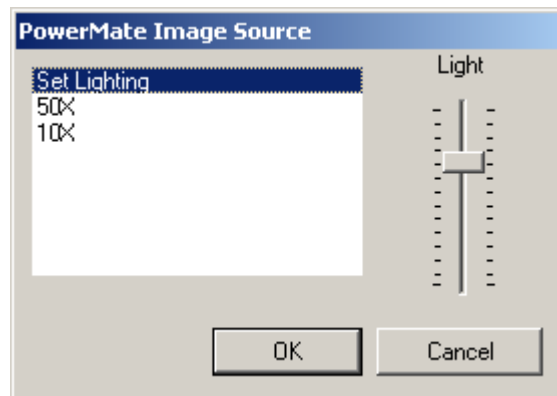 PowerMate Image Source
Light
Set Lighting
50X
10X
OK
Cancel